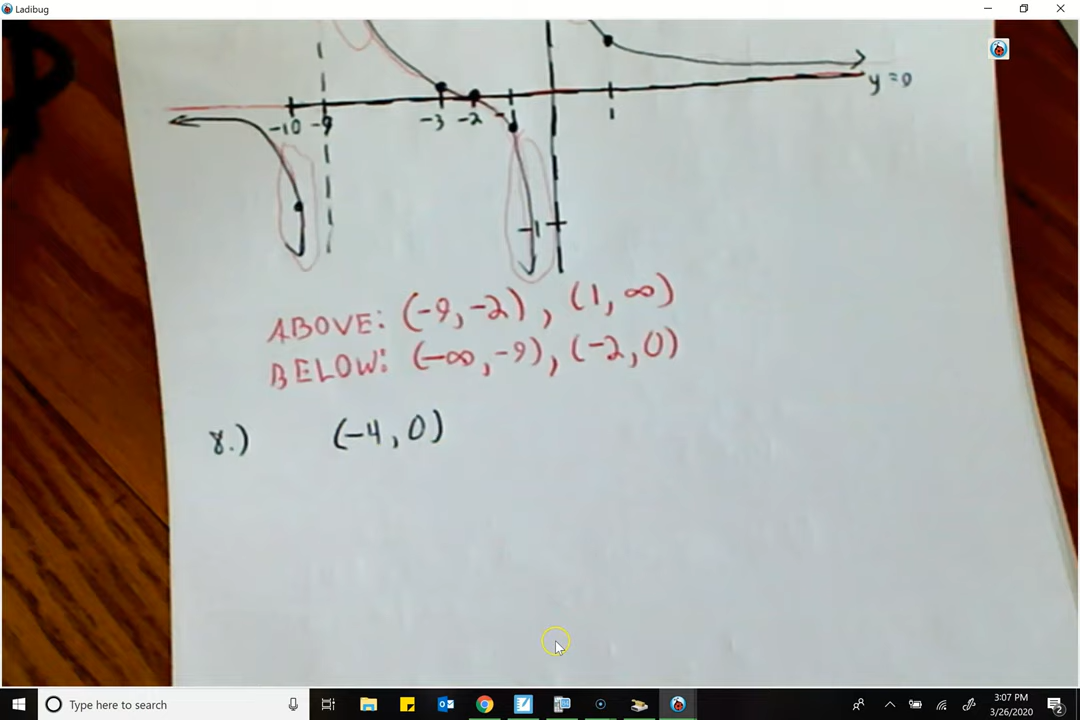 Ladibug
y = 0
-10 -9 -3 -2 -1 1
-1
ABOVE: (-9,-2), (1, ∞)
BELOW: (-∞,-9), (-2, 0)
8.) (-4, 0)
Type here to search
3:07 PM
3/26/2020
2